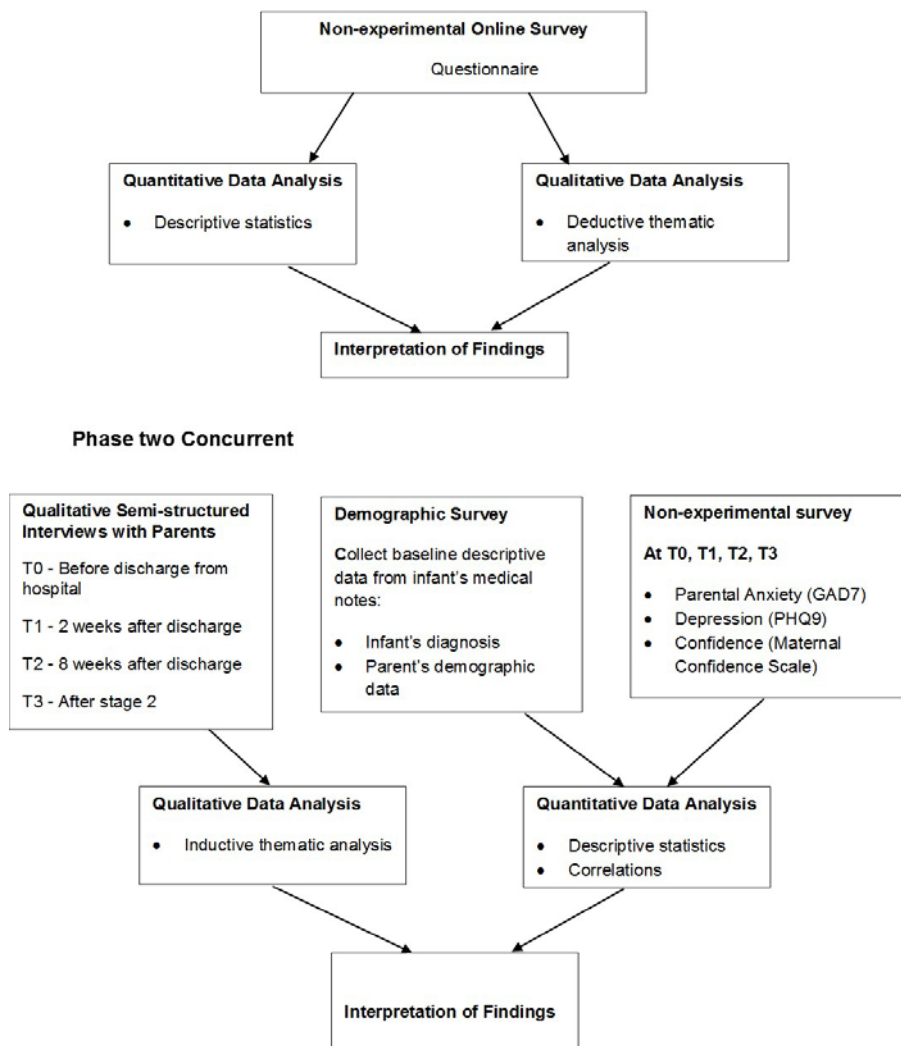 Non-experimental Online Survey
Questionnaire
Quantitative Data Analysis
• Descriptive statistics
Qualitative Data Analysis
• Deductive thematic
analysis
Interpretation of Findings
Phase two Concurrent
Qualitative Semi-structured
Interviews with Parents
T0 - Before discharge from
hospital
T1 - 2 weeks after discharge
T2 - 8 weeks after discharge
T3 - After stage 2
Demographic Survey
Collect baseline descriptive
data from infant's medical
notes:
• Infant's diagnosis
• Parent's demographic
data
Non-experimental survey
At T0, T1, T2, T3
• Parental Anxiety (GAD7)
• Depression (PHQ9)
• Confidence (Maternal
Confidence Scale)
Qualitative Data Analysis
• Inductive thematic analysis
Quantitative Data Analysis
• Descriptive statistics
• Correlations
Interpretation of Findings